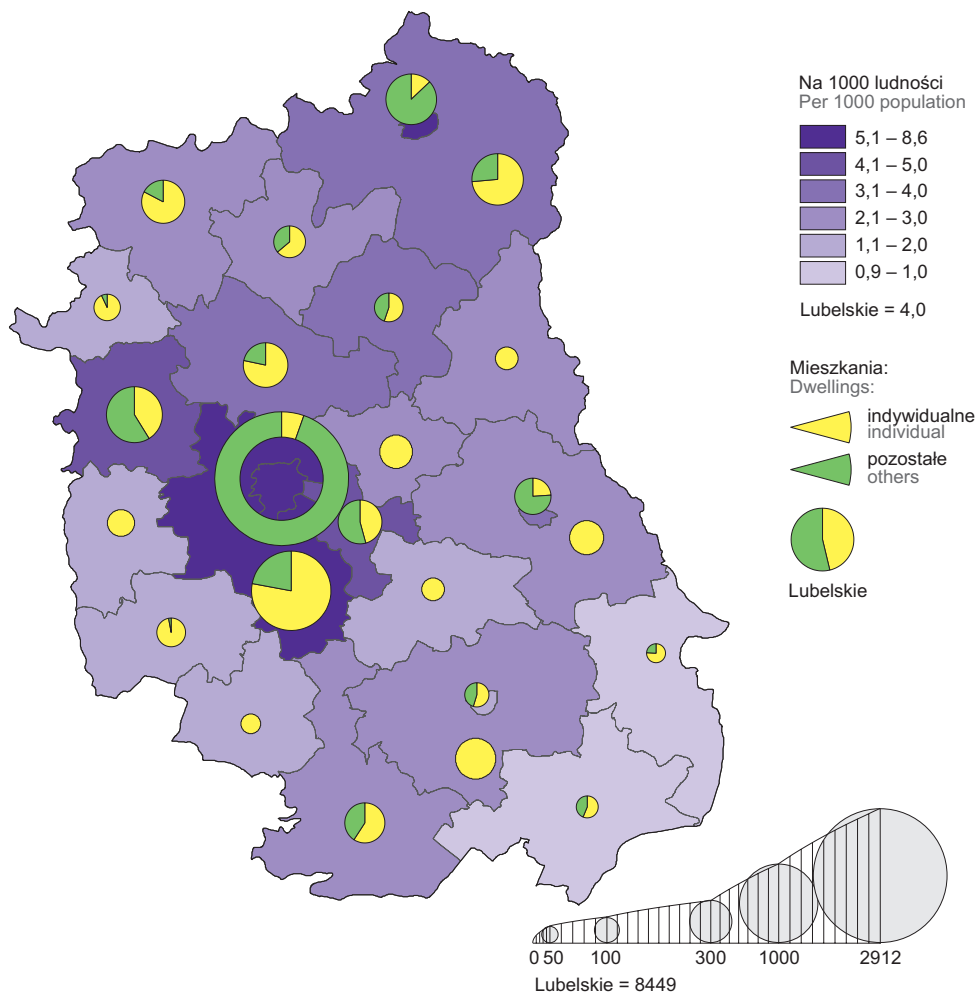 Na 1000 ludności
Per 1000 population
5,1 – 8,6
4,1 – 5,0
3,1 – 4,0
2,1 – 3,0
1,1 – 2,0
0,9 – 1,0
Lubelskie = 4,0
Mieszkania:
Dwellings:
indywidualne
individual
pozostałe
others
Lubelskie
0 50 100 300 1000 2912
Lubelskie = 8449